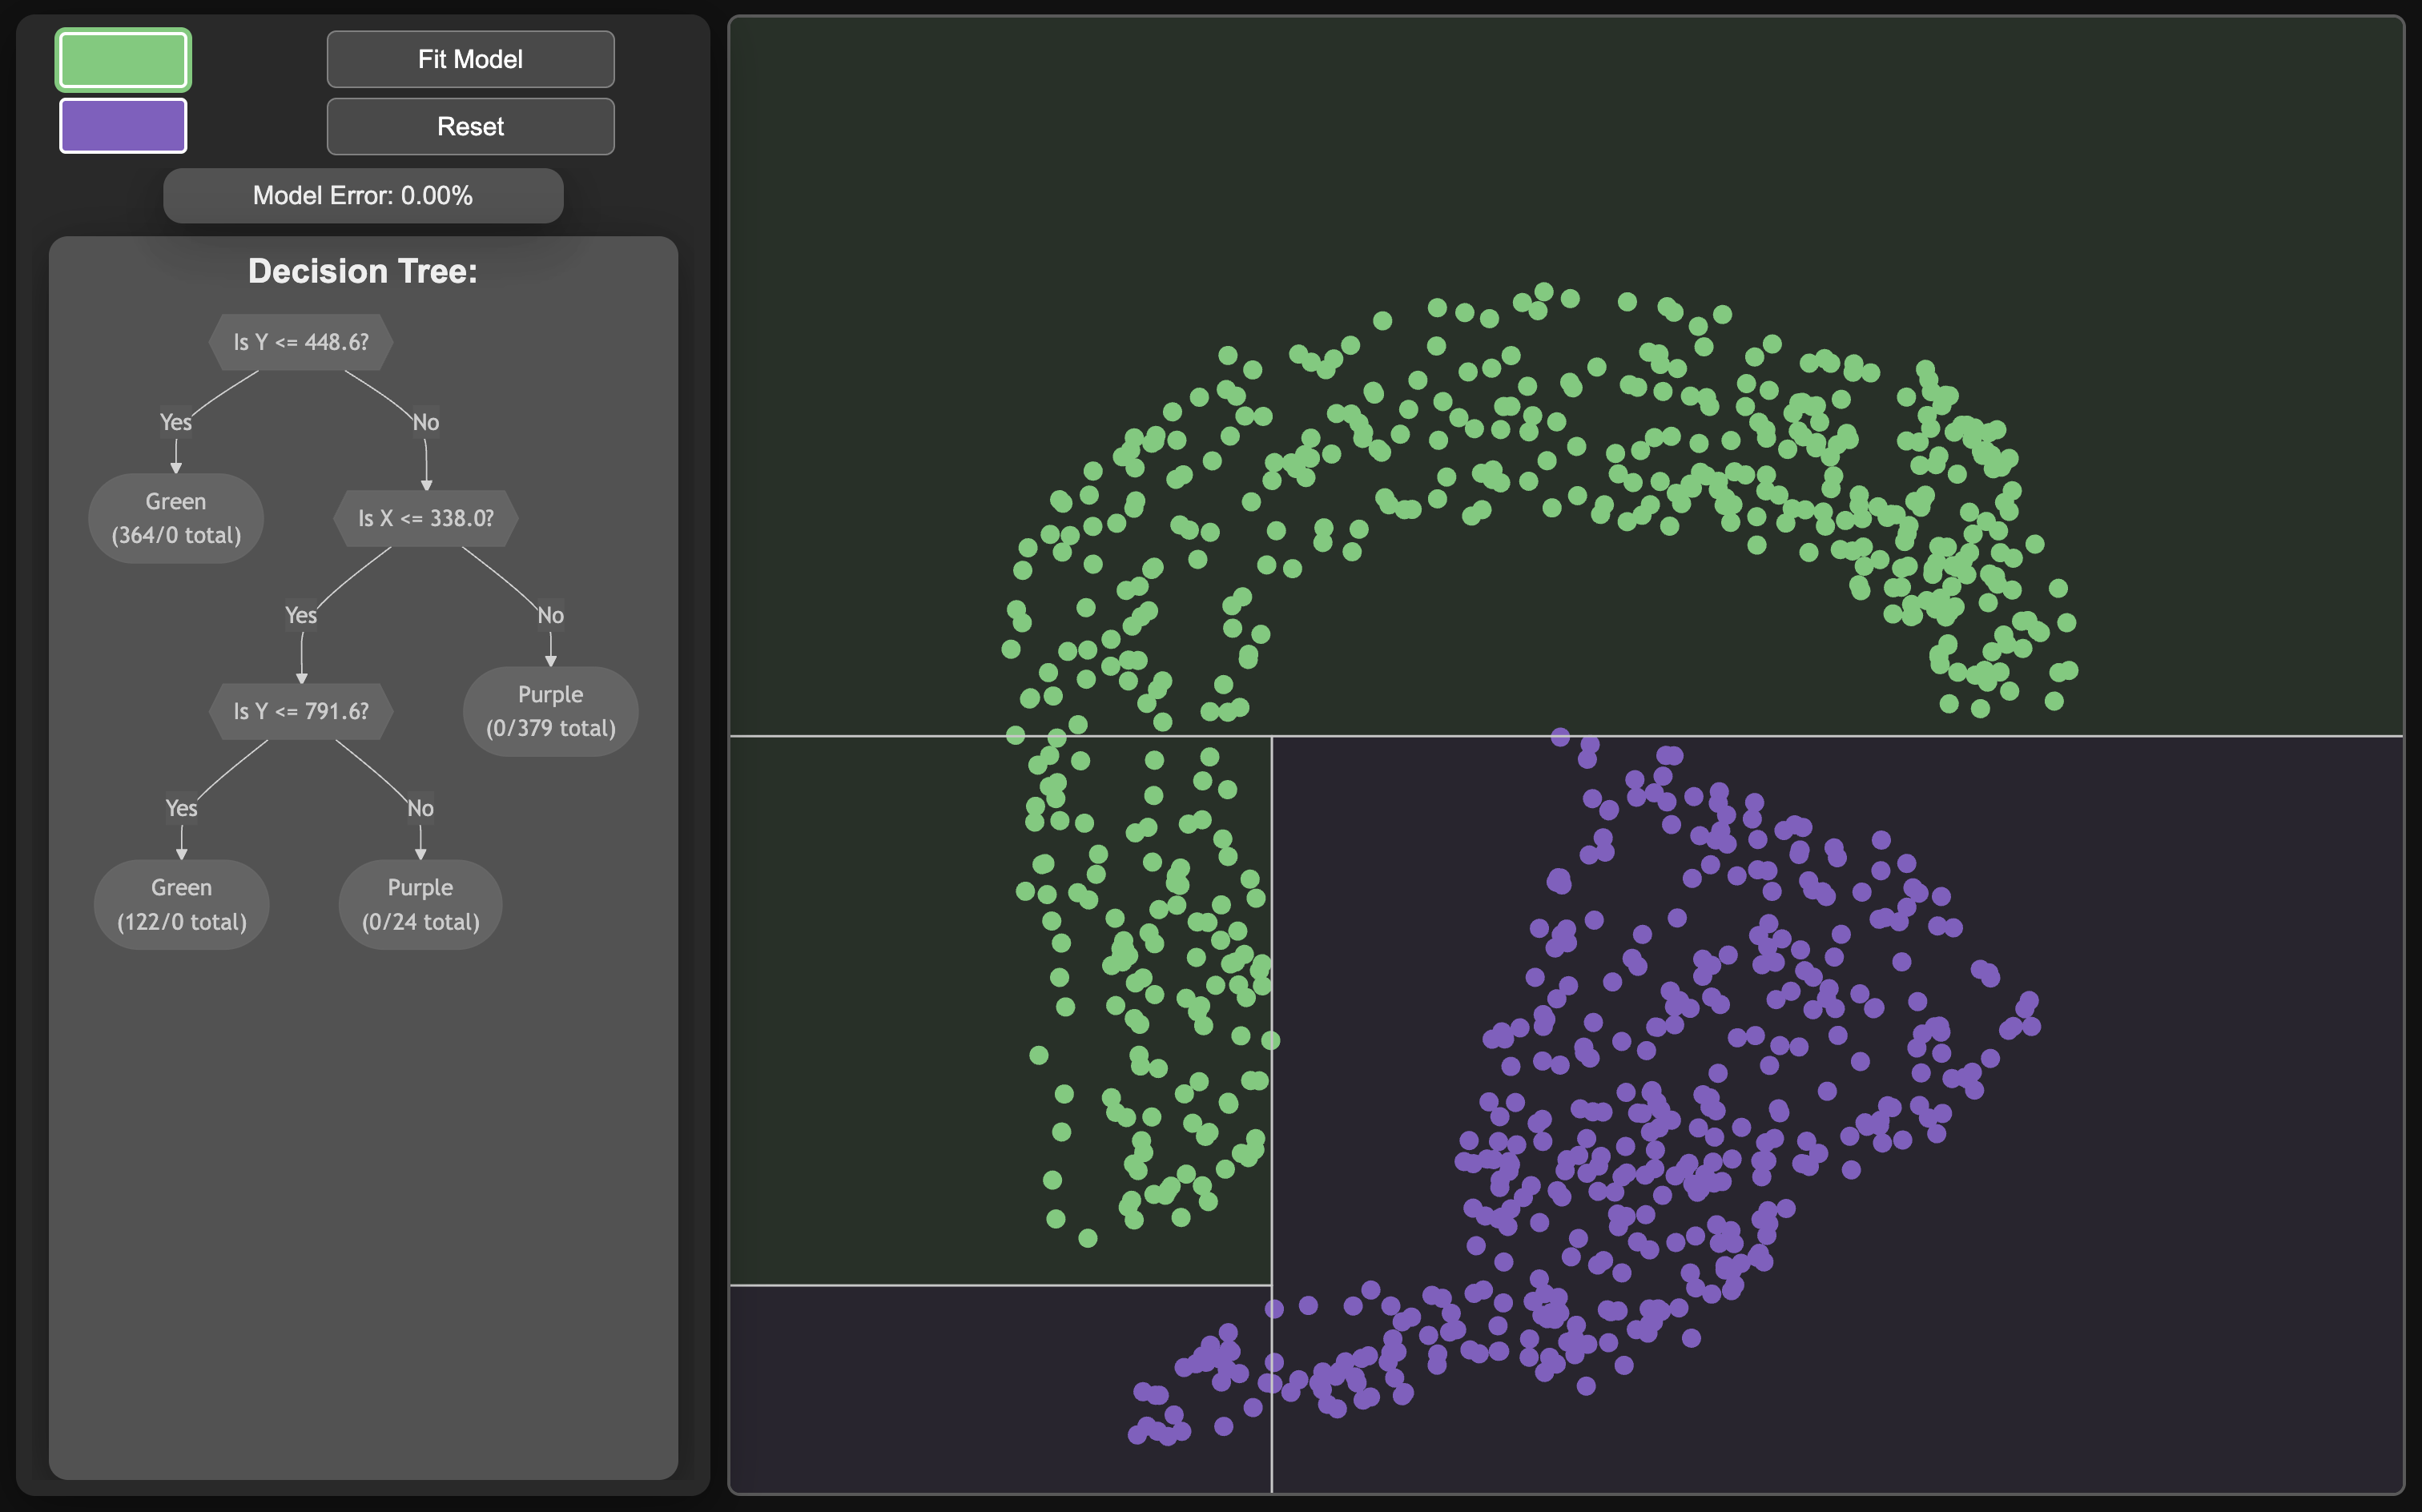 Fit Model
Reset
Model Error: 0.00%
Decision Tree:
Is Y <= 448.6?
Yes
No
Green
(364/0 total)
Is X <= 338.0?
Yes
No
Is Y <= 791.6?
Purple
(0/379 total)
Yes
No
Green
(122/0 total)
Purple
(0/24 total)